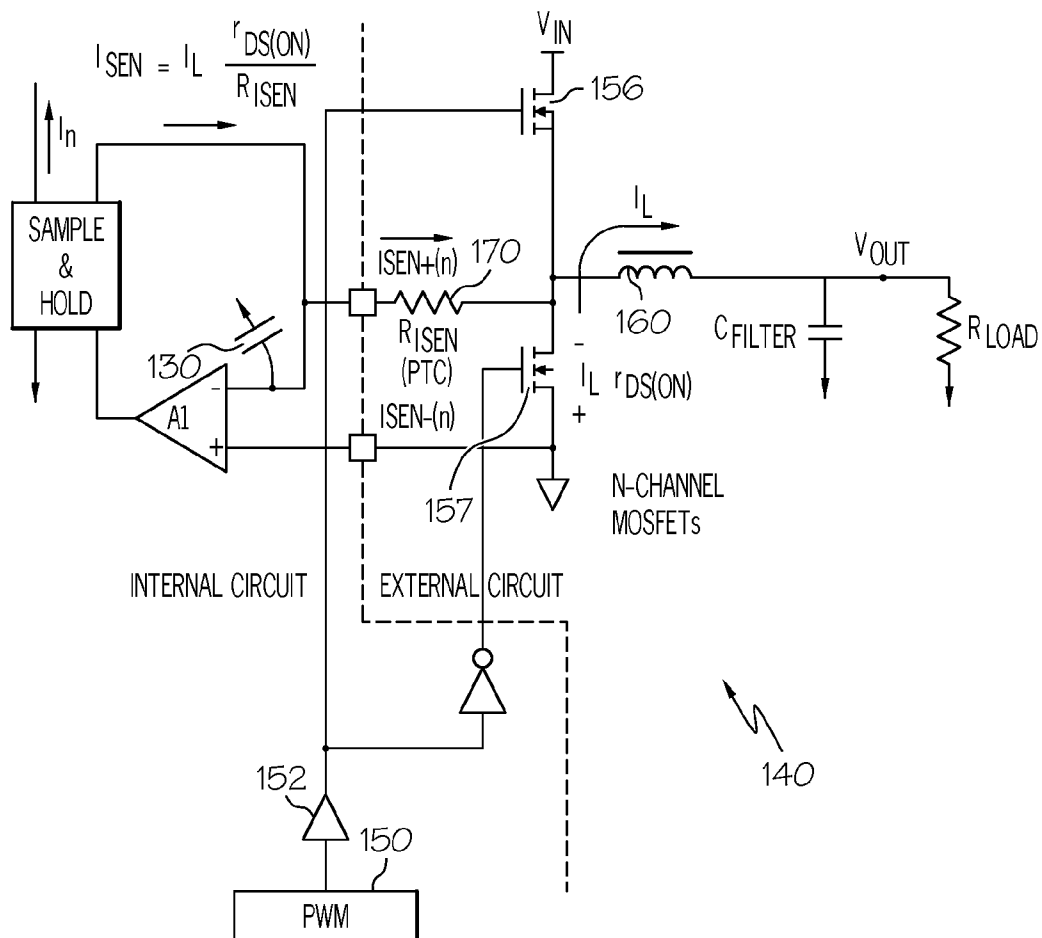 V_IN
I_SEN = I_L r_DS(ON) / R_ISEN
156
I_n
SAMPLE
&
HOLD
I_L
ISEN+(n)
170
V_OUT
160
R_ISEN
(PTC)
C_FILTER
R_LOAD
130
-
I_L r_DS(ON)
+
A1
-
+
ISEN-(n)
157
N-CHANNEL
MOSFETs
INTERNAL CIRCUIT
EXTERNAL CIRCUIT
140
152
150
PWM